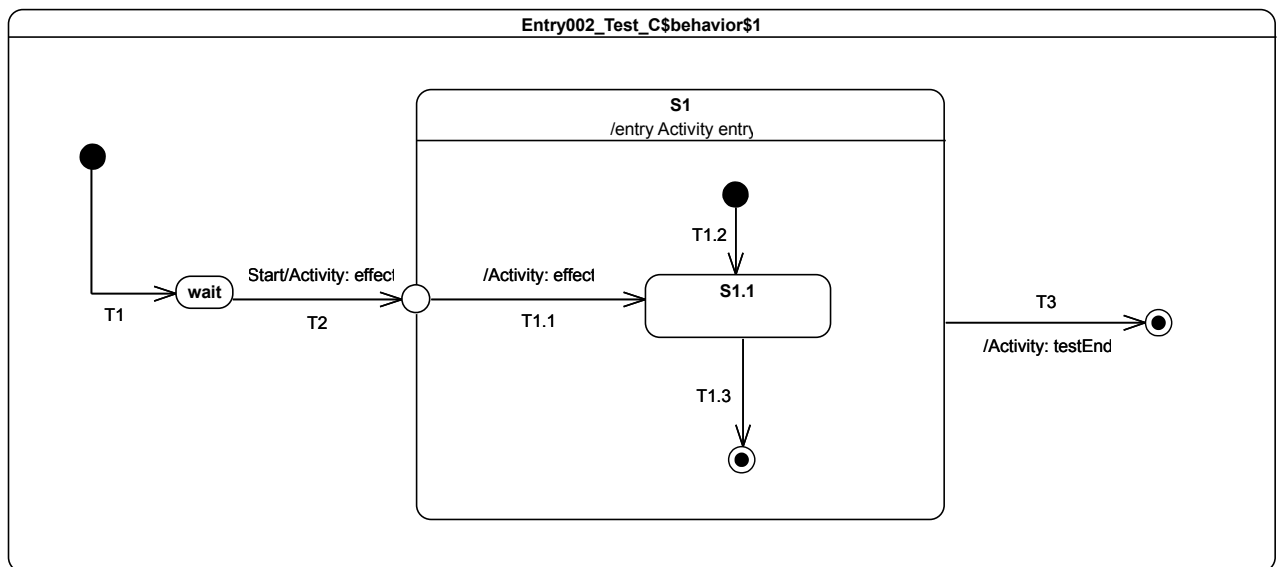 Entry002_Test_C$behavior$1
S1
/entry Activity entry
T1.2
Start/Activity: effect
/Activity: effect
wait
S1.1
T1
T2
T1.1
T3
/Activity: testEnd
T1.3